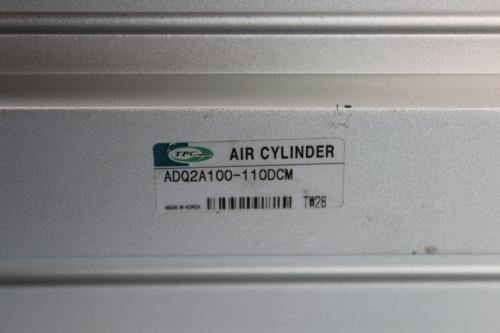 TPC AIR CYLINDER
ADQ2A100-110DCM
MADE IN KOREA TW28